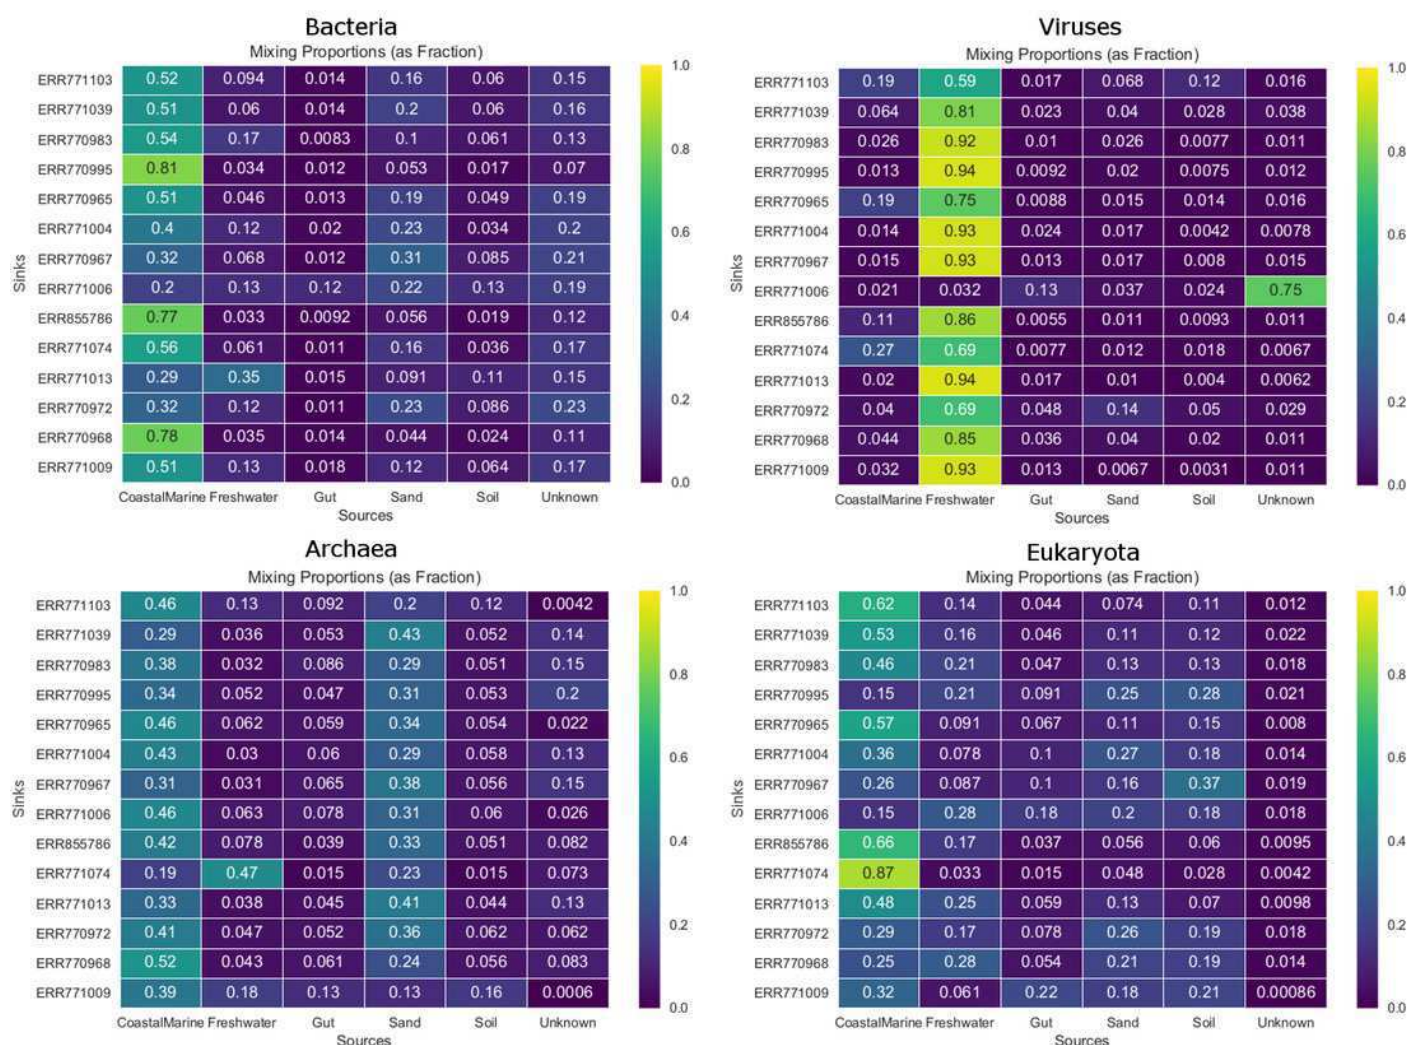 Bacteria
Mixing Proportions (as Fraction)
ERR771103 0.52 0.094 0.014 0.16 0.06 0.15
ERR771039 0.51 0.06 0.014 0.2 0.06 0.16
ERR770983 0.54 0.17 0.0083 0.1 0.061 0.13
ERR770995 0.81 0.034 0.012 0.053 0.017 0.07
ERR770965 0.51 0.046 0.013 0.19 0.049 0.19
ERR771004 0.4 0.12 0.02 0.23 0.034 0.2
ERR770967 0.32 0.068 0.012 0.31 0.085 0.21
ERR771006 0.2 0.13 0.12 0.22 0.13 0.19
ERR855786 0.77 0.033 0.0092 0.056 0.019 0.12
ERR771074 0.56 0.061 0.011 0.16 0.036 0.17
ERR771013 0.29 0.35 0.015 0.091 0.11 0.15
ERR770972 0.32 0.12 0.011 0.23 0.086 0.23
ERR770968 0.78 0.035 0.014 0.044 0.024 0.11
ERR771009 0.51 0.13 0.018 0.12 0.064 0.17
Sinks
CoastalMarine Freshwater Gut Sand Soil Unknown
Sources
1.0
0.8
0.6
0.4
0.2
0.0
Viruses
Mixing Proportions (as Fraction)
ERR771103 0.19 0.59 0.017 0.068 0.12 0.016
ERR771039 0.064 0.81 0.023 0.04 0.028 0.038
ERR770983 0.026 0.92 0.01 0.026 0.0077 0.011
ERR770995 0.013 0.94 0.0092 0.02 0.0075 0.012
ERR770965 0.19 0.75 0.0088 0.015 0.014 0.016
ERR771004 0.014 0.93 0.024 0.017 0.0042 0.0078
ERR770967 0.015 0.93 0.013 0.017 0.008 0.015
ERR771006 0.021 0.032 0.13 0.037 0.024 0.75
ERR855786 0.11 0.86 0.0055 0.011 0.0093 0.011
ERR771074 0.27 0.69 0.0077 0.012 0.018 0.0067
ERR771013 0.02 0.94 0.017 0.01 0.004 0.0062
ERR770972 0.04 0.69 0.048 0.14 0.05 0.029
ERR770968 0.044 0.85 0.036 0.04 0.02 0.011
ERR771009 0.032 0.93 0.013 0.0067 0.0031 0.011
Sinks
CoastalMarine Freshwater Gut Sand Soil Unknown
Sources
1.0
0.8
0.6
0.4
0.2
0.0
Archaea
Mixing Proportions (as Fraction)
ERR771103 0.46 0.13 0.092 0.2 0.12 0.0042
ERR771039 0.29 0.036 0.053 0.43 0.052 0.14
ERR770983 0.38 0.032 0.086 0.29 0.051 0.15
ERR770995 0.34 0.052 0.047 0.31 0.053 0.2
ERR770965 0.46 0.062 0.059 0.34 0.054 0.022
ERR771004 0.43 0.03 0.06 0.29 0.058 0.13
ERR770967 0.31 0.031 0.065 0.38 0.056 0.15
ERR771006 0.46 0.063 0.078 0.31 0.06 0.026
ERR855786 0.42 0.078 0.039 0.33 0.051 0.082
ERR771074 0.19 0.47 0.015 0.23 0.015 0.073
ERR771013 0.33 0.038 0.045 0.41 0.044 0.13
ERR770972 0.41 0.047 0.052 0.36 0.062 0.062
ERR770968 0.52 0.043 0.061 0.24 0.056 0.083
ERR771009 0.39 0.18 0.13 0.13 0.16 0.0006
Sinks
CoastalMarine Freshwater Gut Sand Soil Unknown
Sources
1.0
0.8
0.6
0.4
0.2
0.0
Eukaryota
Mixing Proportions (as Fraction)
ERR771103 0.62 0.14 0.044 0.074 0.11 0.012
ERR771039 0.53 0.16 0.046 0.11 0.12 0.022
ERR770983 0.46 0.21 0.047 0.13 0.13 0.018
ERR770995 0.15 0.21 0.091 0.25 0.28 0.021
ERR770965 0.57 0.091 0.067 0.11 0.15 0.008
ERR771004 0.36 0.078 0.1 0.27 0.18 0.014
ERR770967 0.26 0.087 0.1 0.16 0.37 0.019
ERR771006 0.15 0.28 0.18 0.2 0.18 0.018
ERR855786 0.66 0.17 0.037 0.056 0.06 0.0095
ERR771074 0.87 0.033 0.015 0.048 0.028 0.0042
ERR771013 0.48 0.25 0.059 0.13 0.07 0.0098
ERR770972 0.29 0.17 0.078 0.26 0.19 0.018
ERR770968 0.25 0.28 0.054 0.21 0.19 0.014
ERR771009 0.32 0.061 0.22 0.18 0.21 0.00086
Sinks
CoastalMarine Freshwater Gut Sand Soil Unknown
Sources
1.0
0.8
0.6
0.4
0.2
0.0